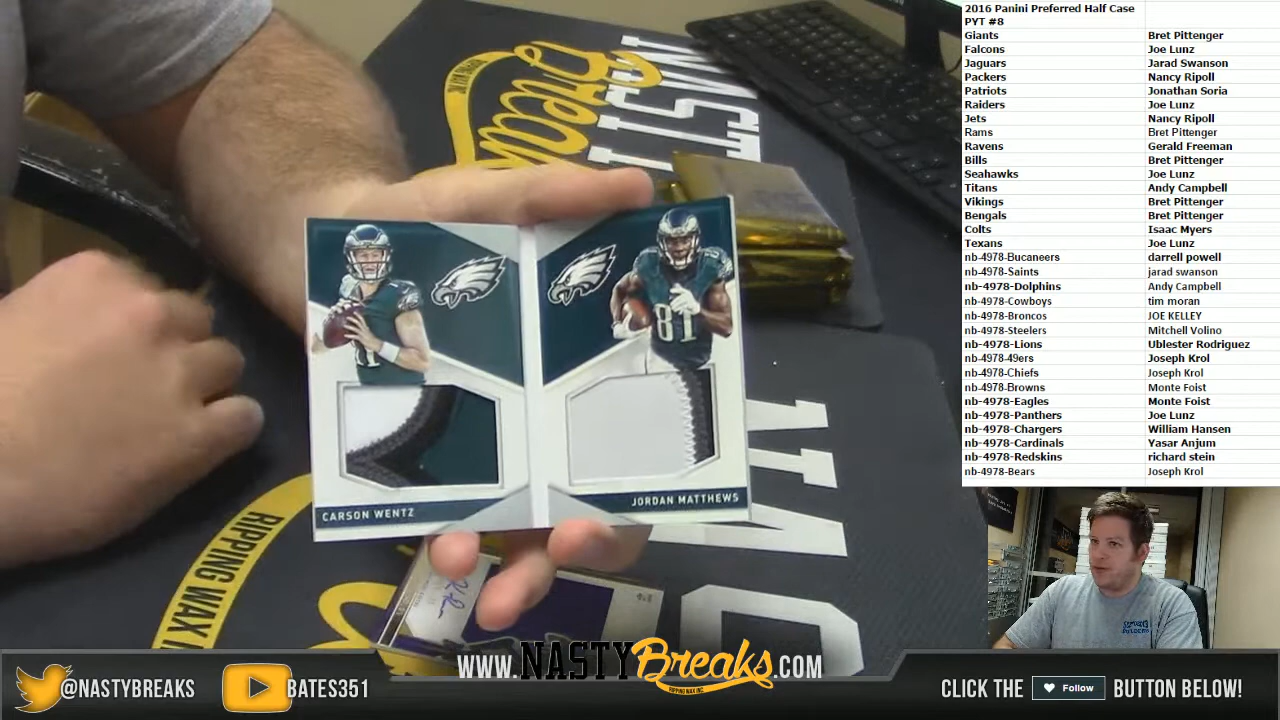 2016 Panini Preferred Half Case
PYT #8
Giants Bret Pittenger
Falcons Joe Lunz
Jaguars Jarad Swanson
Packers Nancy Ripoll
Patriots Jonathan Soria
Raiders Joe Lunz
Jets Nancy Ripoll
Rams Bret Pittenger
Ravens Gerald Freeman
Bills Bret Pittenger
Seahawks Joe Lunz
Titans Andy Campbell
Vikings Bret Pittenger
Bengals Bret Pittenger
Colts Isaac Myers
Texans Joe Lunz
nb-4978-Bucaneers darrell powell
nb-4978-Saints jarad swanson
nb-4978-Dolphins Andy Campbell
nb-4978-Cowboys tim moran
nb-4978-Broncos JOE KELLEY
nb-4978-Steelers Mitchell Volino
nb-4978-Lions Ublester Rodriguez
nb-4978-49ers Joseph Krol
nb-4978-Chiefs Joseph Krol
nb-4978-Browns Monte Foist
nb-4978-Eagles Monte Foist
nb-4978-Panthers Joe Lunz
nb-4978-Chargers William Hansen
nb-4978-Cardinals Yasar Anjum
nb-4978-Redskins richard stein
nb-4978-Bears Joseph Krol
11
81
CARSON WENTZ
JORDAN MATTHEWS
RIPPING WAX
@NASTYBREAKS
BATES351
WWW.NASTYBreaks.COM
RIPPING WAX INC
CLICK THE Follow BUTTON BELOW!